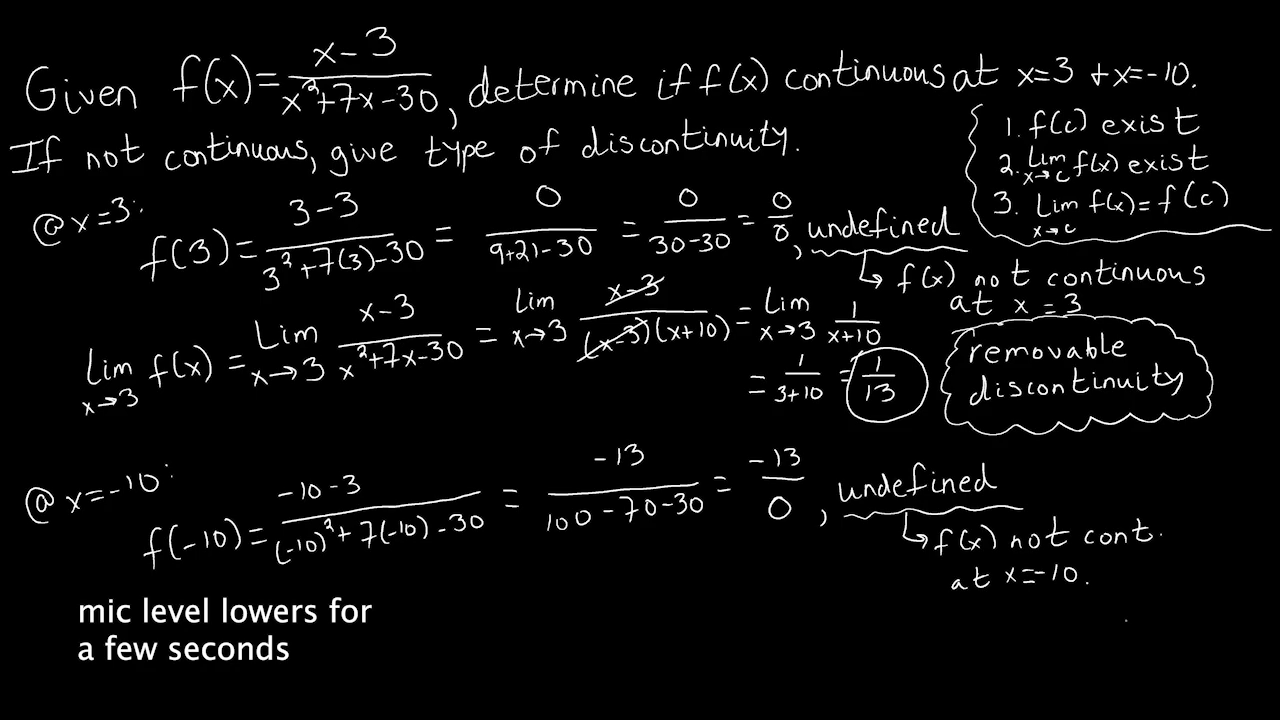 Given f(x) = (x-3)/(x²+7x-30), determine if f(x) continuous at x=3 + x=-10.
If not continuous, give type of discontinuity.
1. f(c) exist
2. Lim x→c f(x) exist
3. Lim x→c f(x) = f(c)
@ x=3:
f(3) = (3-3)/(3²+7(3)-30) = 0/(9+21-30) = 0/(30-30) = 0/0, undefined
↳ f(x) not continuous
at x=3
Lim x→3 f(x) = Lim x→3 (x-3)/(x²+7x-30) = Lim x→3 (x-3)/((x-3)(x+10)) = Lim x→3 1/(x+10)
= 1/(3+10) = 1/13
removable
discontinuity
@ x=-10:
f(-10) = (-10-3)/((-10)²+7(-10)-30) = -13/(100-70-30) = -13/0, undefined
↳ f(x) not cont.
at x=-10.
mic level lowers for
a few seconds